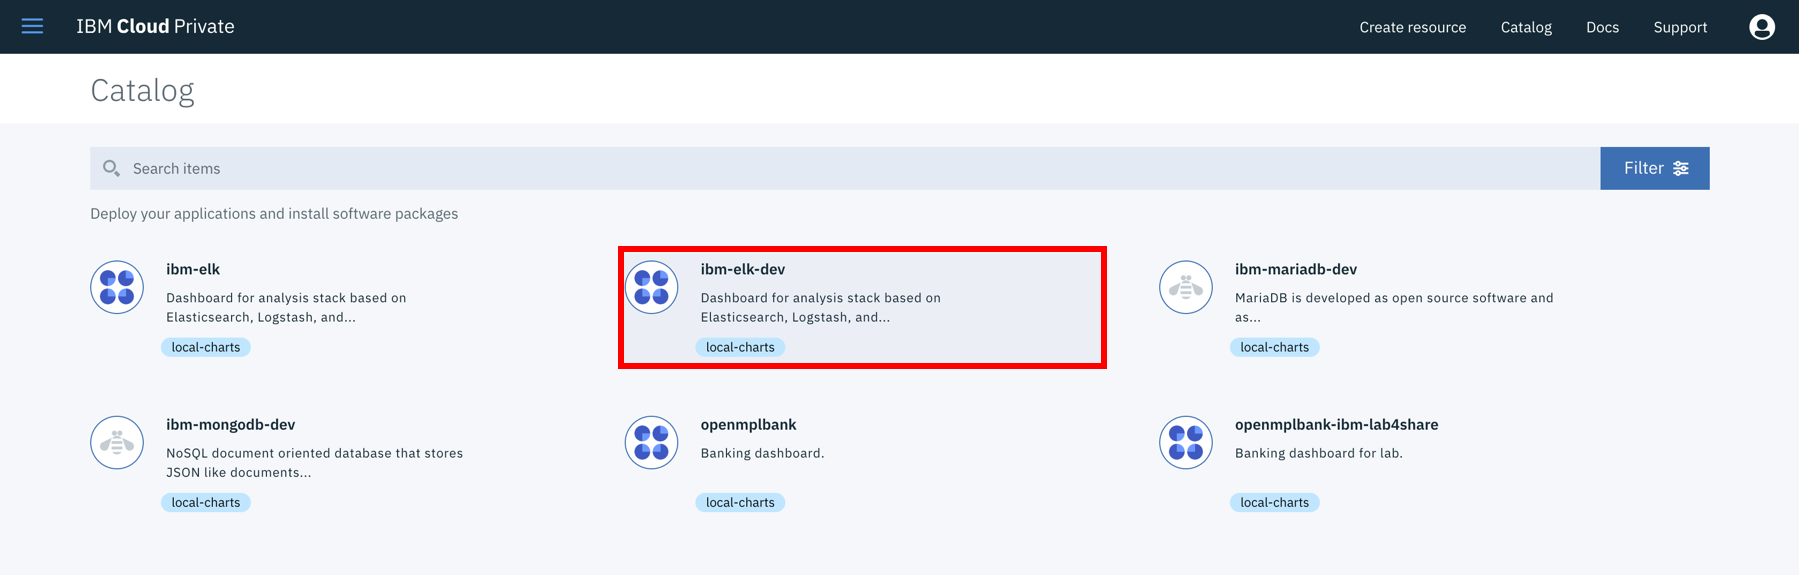 IBM Cloud Private
Create resource
Catalog
Docs
Support
Catalog
Search items
Filter
Deploy your applications and install software packages
ibm-elk
Dashboard for analysis stack based on
Elasticsearch, Logstash, and...
local-charts
ibm-elk-dev
Dashboard for analysis stack based on
Elasticsearch, Logstash, and...
local-charts
ibm-mariadb-dev
MariaDB is developed as open source software and
as...
local-charts
ibm-mongodb-dev
NoSQL document oriented database that stores
JSON like documents...
local-charts
openmplbank
Banking dashboard.
local-charts
openmplbank-ibm-lab4share
Banking dashboard for lab.
local-charts